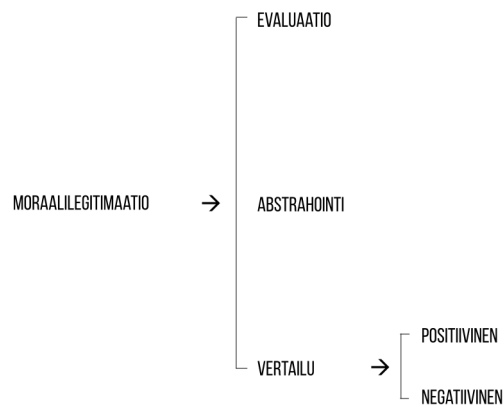 EVALUAATIO
MORAALILEGITIMAATIO → ABSTRAHOINTI
VERTAILU → POSITIIVINEN
NEGATIIVINEN